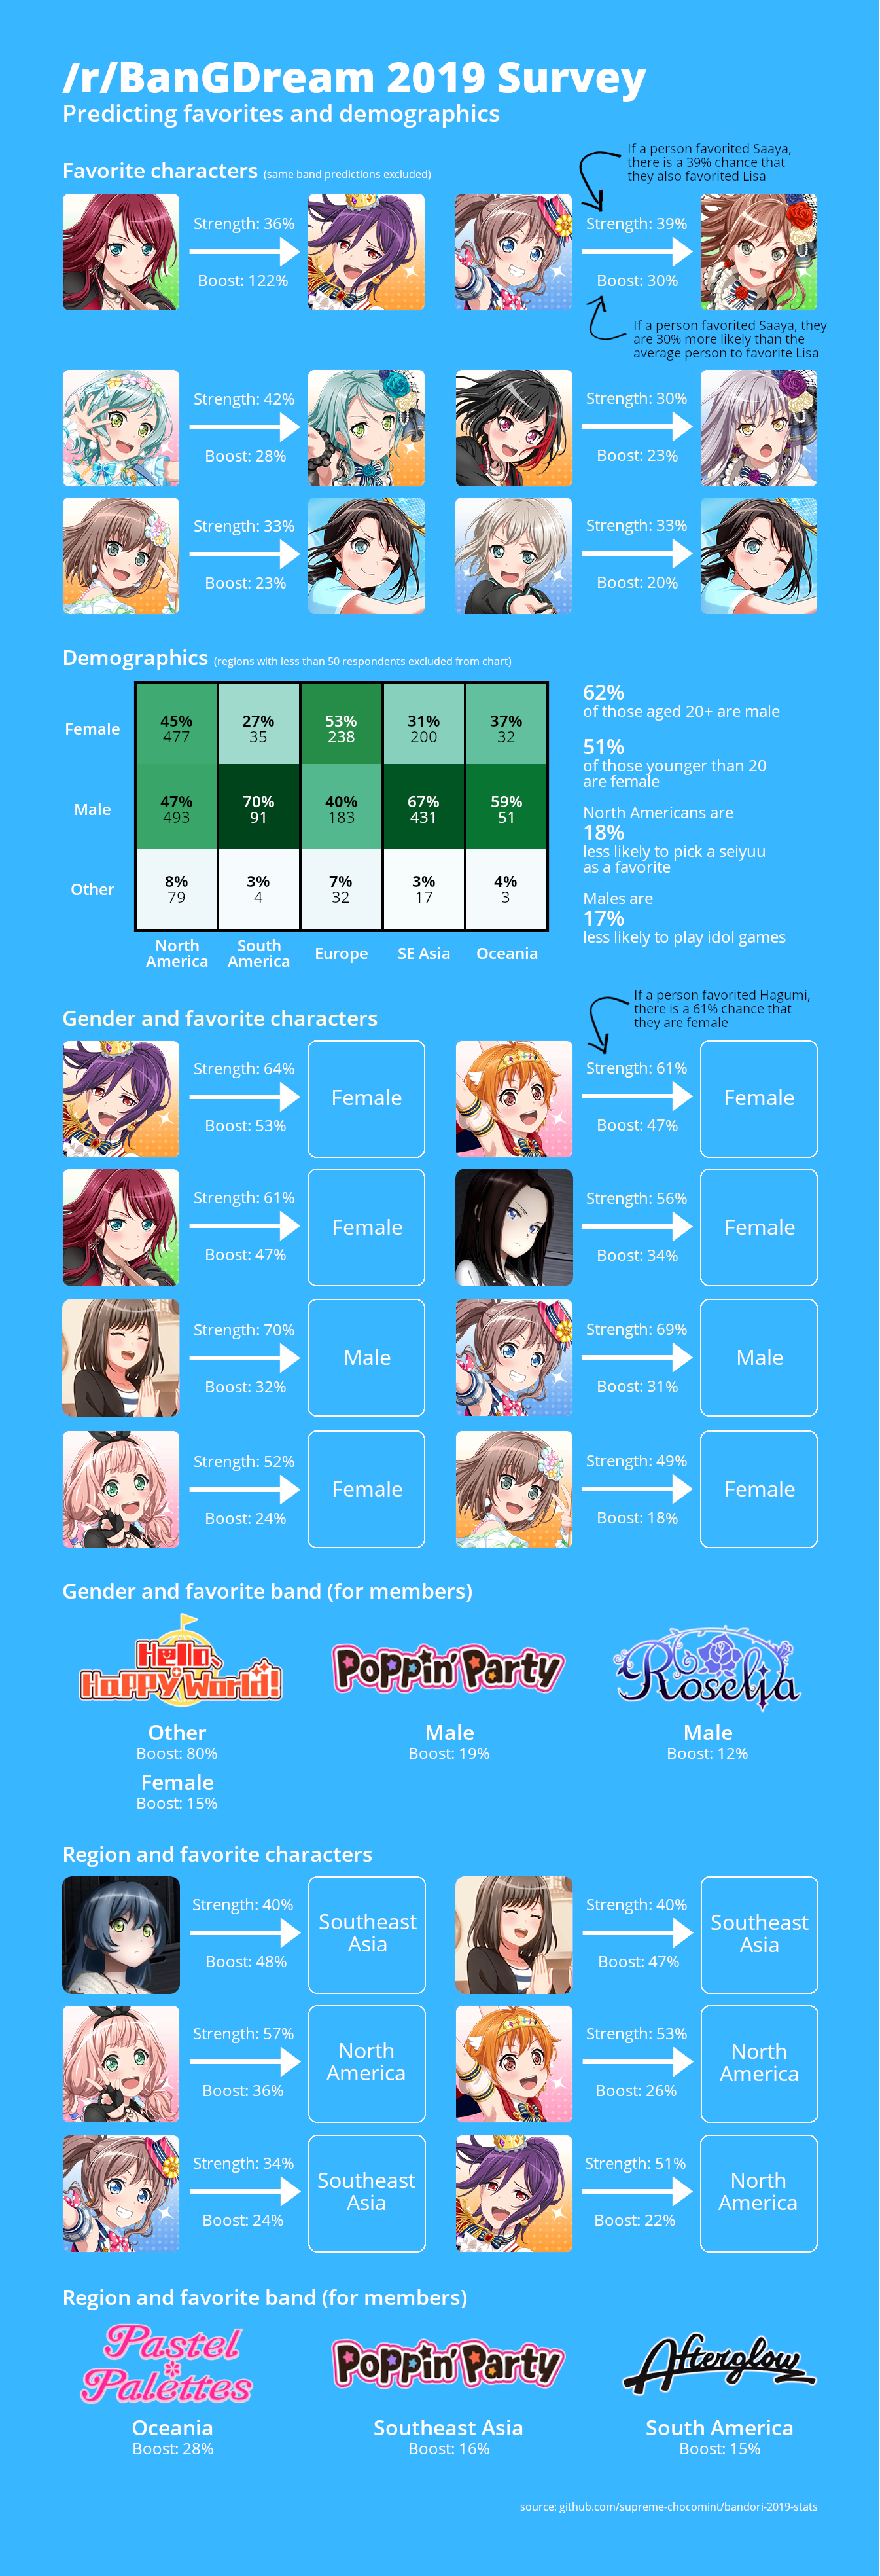 /r/BanGDream 2019 Survey
Predicting favorites and demographics
If a person favorited Saaya,
there is a 39% chance that
they also favorited Lisa
Favorite characters (same band predictions excluded)
Strength: 36%
Boost: 122%
Strength: 39%
Boost: 30%
If a person favorited Saaya, they
are 30% more likely than the
average person to favorite Lisa
Strength: 42%
Boost: 28%
Strength: 30%
Boost: 23%
Strength: 33%
Boost: 23%
Strength: 33%
Boost: 20%
Demographics (regions with less than 50 respondents excluded from chart)
Female
45%
477
27%
35
53%
238
31%
200
37%
32
Male
47%
493
70%
91
40%
183
67%
431
59%
51
Other
8%
79
3%
4
7%
32
3%
17
4%
3
North
America
South
America
Europe
SE Asia
Oceania
62%
of those aged 20+ are male
51%
of those younger than 20
are female
North Americans are
18%
less likely to pick a seiyuu
as a favorite
Males are
17%
less likely to play idol games
If a person favorited Hagumi,
there is a 61% chance that
they are female
Gender and favorite characters
Strength: 64%
Boost: 53%
Female
Strength: 61%
Boost: 47%
Female
Strength: 61%
Boost: 47%
Female
Strength: 56%
Boost: 34%
Female
Strength: 70%
Boost: 32%
Male
Strength: 69%
Boost: 31%
Male
Strength: 52%
Boost: 24%
Female
Strength: 49%
Boost: 18%
Female
Gender and favorite band (for members)
Hello,
Happy World!
Other
Boost: 80%
Female
Boost: 15%
Poppin' Party
Male
Boost: 19%
Roselia
Male
Boost: 12%
Region and favorite characters
Strength: 40%
Boost: 48%
Southeast
Asia
Strength: 40%
Boost: 47%
Southeast
Asia
Strength: 57%
Boost: 36%
North
America
Strength: 53%
Boost: 26%
North
America
Strength: 34%
Boost: 24%
Southeast
Asia
Strength: 51%
Boost: 22%
North
America
Region and favorite band (for members)
Pastel
Palettes
Oceania
Boost: 28%
Poppin' Party
Southeast Asia
Boost: 16%
Afterglow
South America
Boost: 15%
source: github.com/supreme-chocomint/bandori-2019-stats